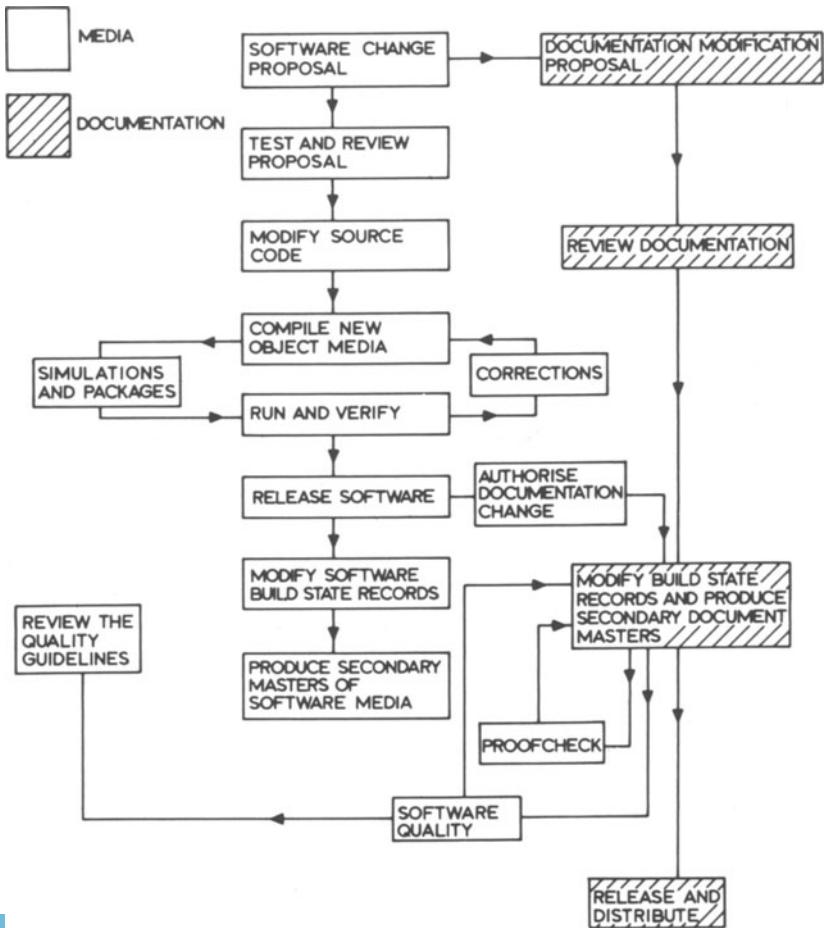 MEDIA
DOCUMENTATION
SOFTWARE CHANGE
PROPOSAL
DOCUMENTATION MODIFICATION
PROPOSAL
TEST AND REVIEW
PROPOSAL
MODIFY SOURCE
CODE
REVIEW DOCUMENTATION
COMPILE NEW
OBJECT MEDIA
SIMULATIONS
AND PACKAGES
CORRECTIONS
RUN AND VERIFY
RELEASE SOFTWARE
AUTHORISE
DOCUMENTATION
CHANGE
MODIFY SOFTWARE
BUILD STATE RECORDS
MODIFY BUILD STATE
RECORDS AND PRODUCE
SECONDARY DOCUMENT
MASTERS
REVIEW THE
QUALITY
GUIDELINES
PRODUCE SECONDARY
MASTERS OF
SOFTWARE MEDIA
PROOFCHECK
SOFTWARE
QUALITY
RELEASE AND
DISTRIBUTE